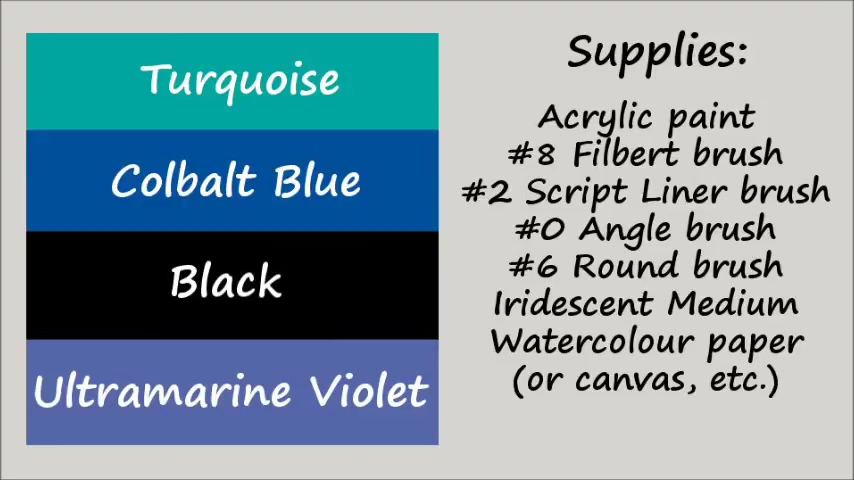 Turquoise
Colbalt Blue
Black
Ultramarine Violet
Supplies:
Acrylic paint
#8 Filbert brush
#2 Script Liner brush
#0 Angle brush
#6 Round brush
Iridescent Medium
Watercolour paper
(or canvas, etc.)